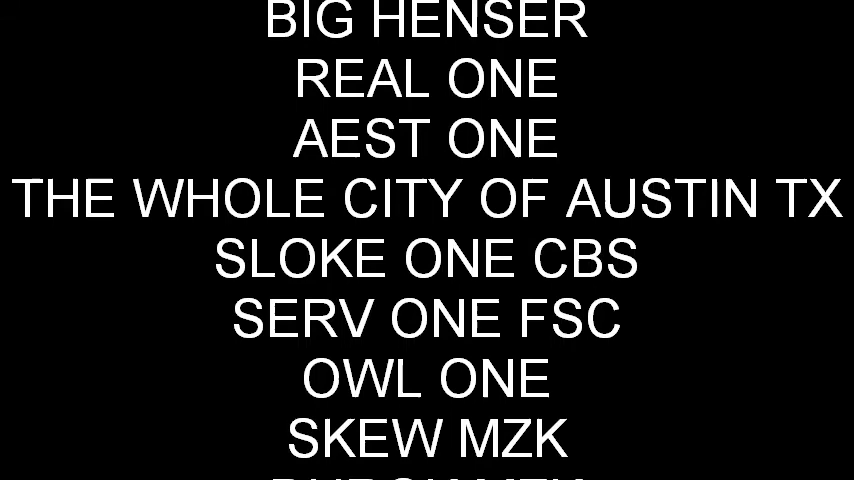 BIG HENSER
REAL ONE
AEST ONE
THE WHOLE CITY OF AUSTIN TX
SLOKE ONE CBS
SERV ONE FSC
OWL ONE
SKEW MZK